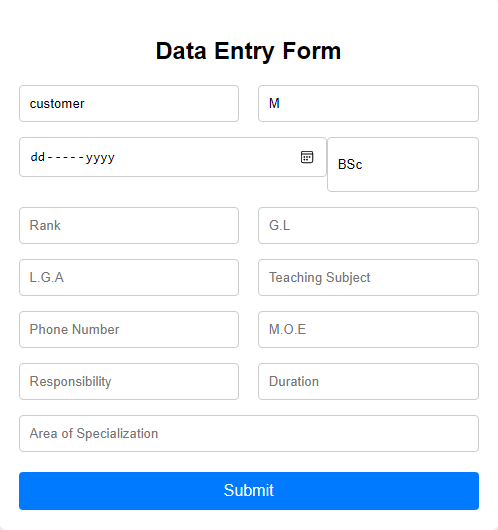 Data Entry Form
customer M
dd-----yyyy BSc
Rank G.L
L.G.A Teaching Subject
Phone Number M.O.E
Responsibility Duration
Area of Specialization
Submit